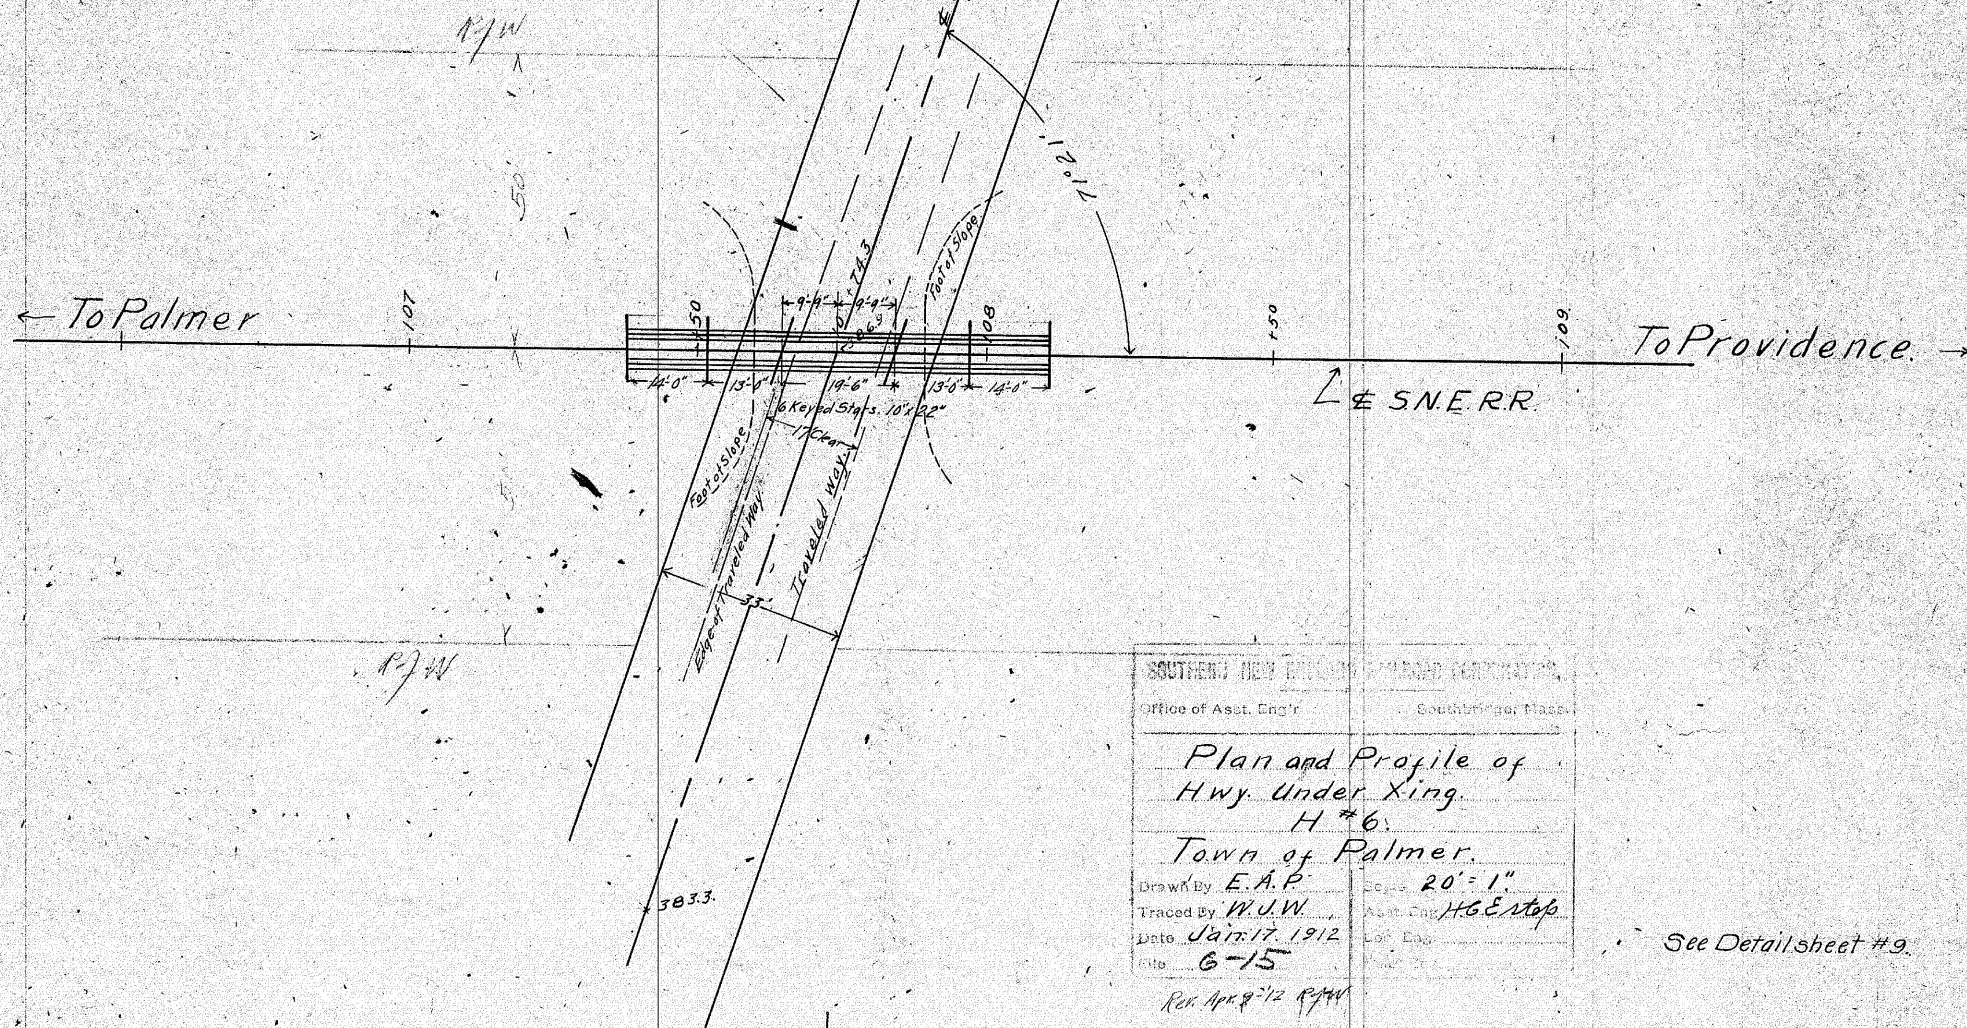 R/W
50'
71°21'
Foot of Slope
+74.3
386.9
9'-9" 9'-9"
← To Palmer
107
+50
108
+50
109
To Providence. →
14'-0" 13'-0" 19'-6" 13'-0" 14'-0"
6 Keyed Stgrs. 10"x22"
17' Clear
℄ S.N.E.R.R.
Foot of Slope
Edge of Traveled Way
Traveled Way
33'
R/W
383.3
SOUTHERN NEW ENGLAND RAILROAD CORPORATION,
Office of Asst. Eng'r Southbridge, Mass.
Plan and Profile of
Hwy. Under Xing.
H #6.
Town of Palmer.
Drawn By E.A.P. Scale 20'=1"
Traced By W.J.W. Asst. Eng. H G Estep
Date Jan. 17. 1912
File 6-15
Rev. Apr. 9-'12
See Detail sheet #9.